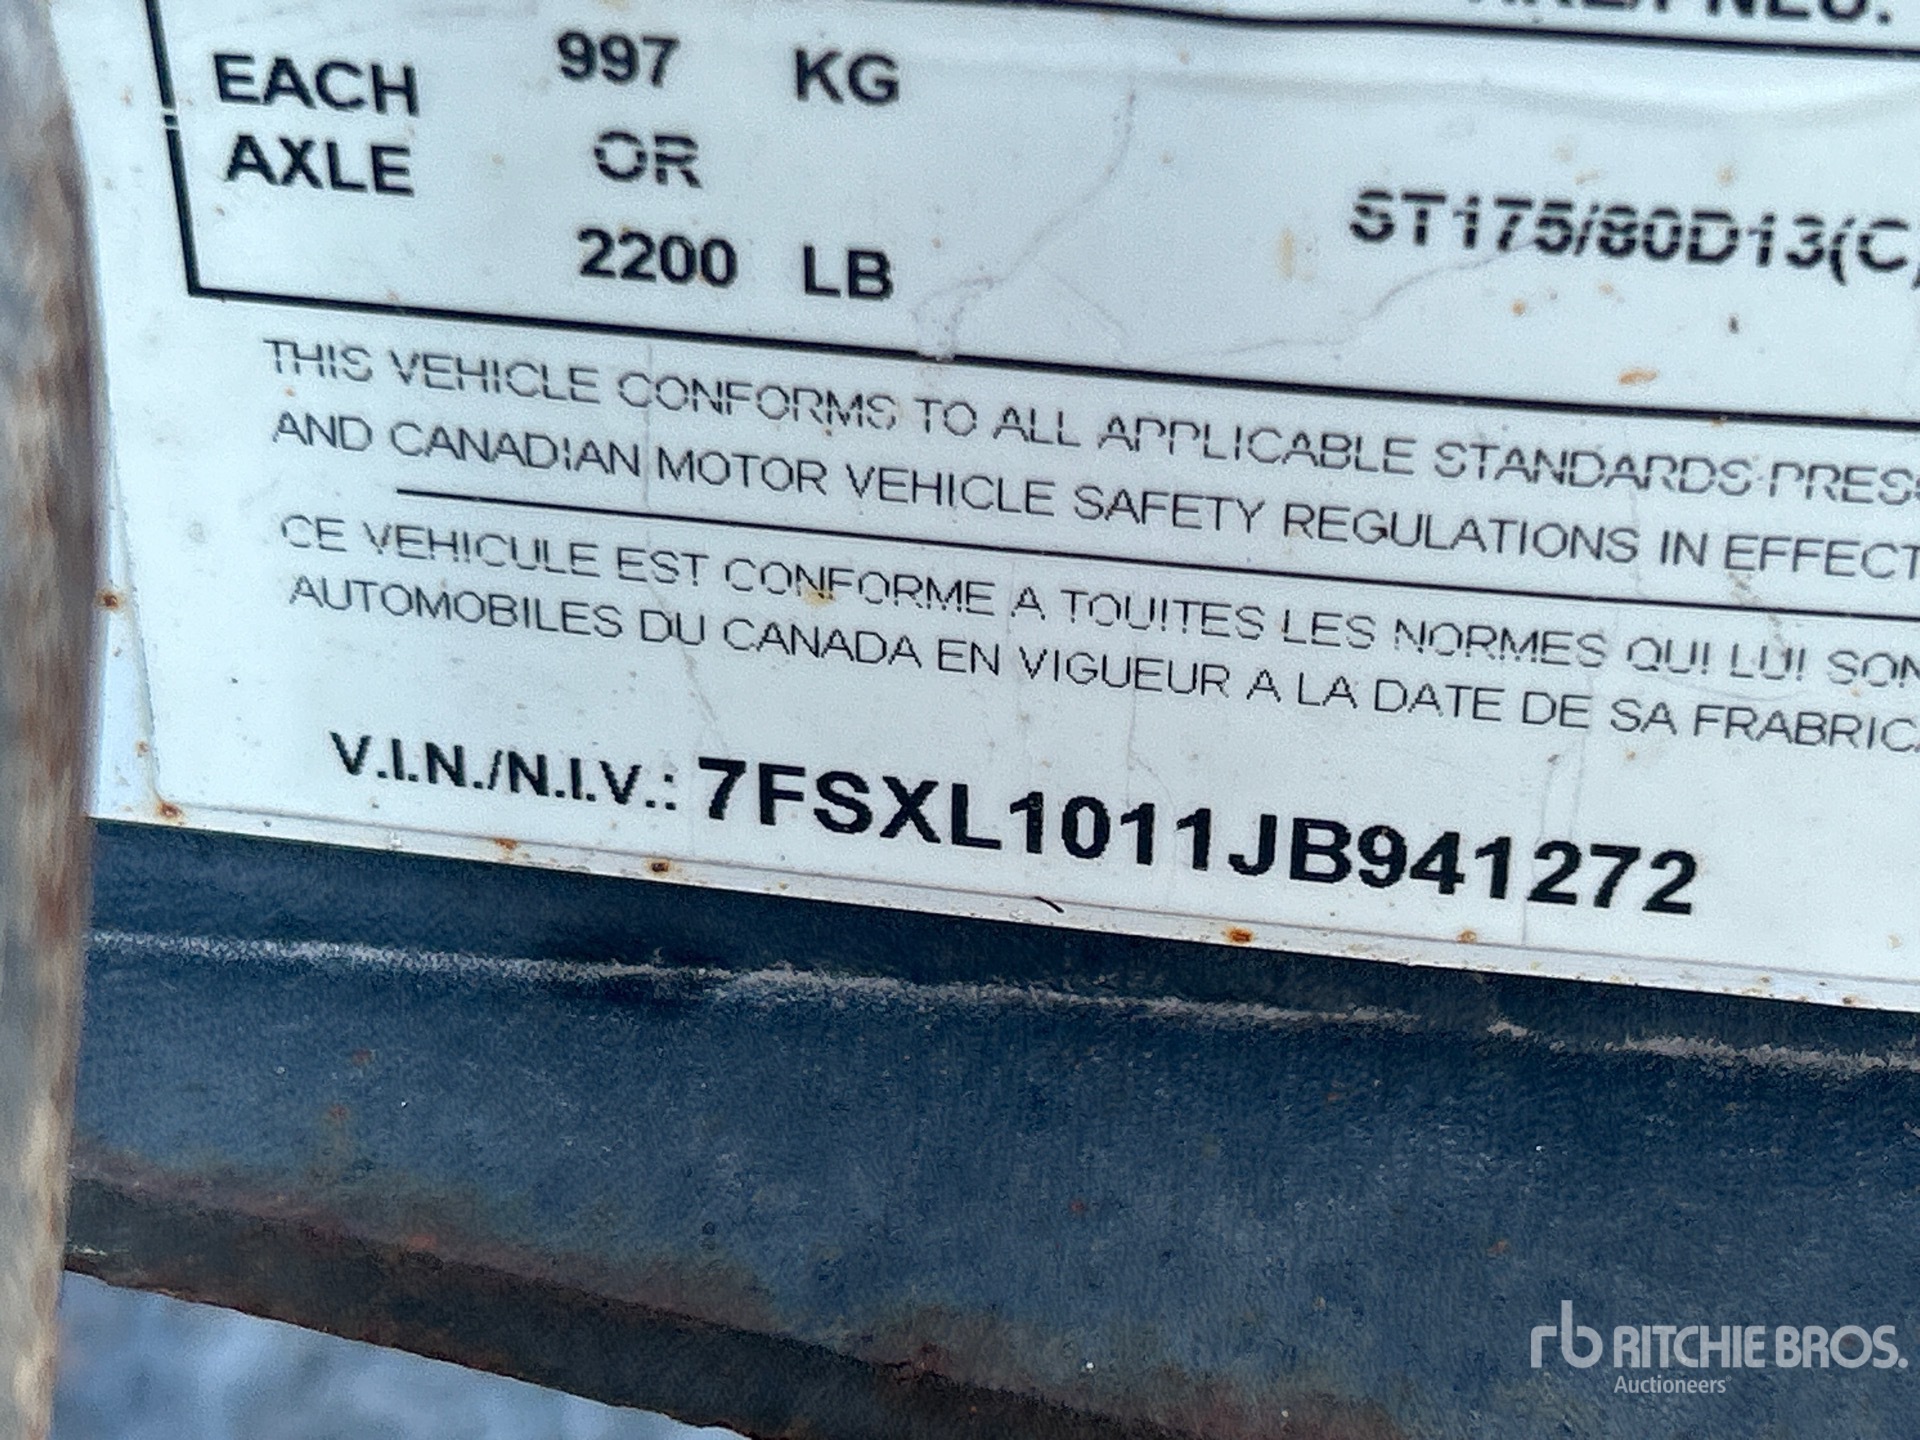 EACH 997 KG
AXLE OR
2200 LB
ST175/80D13(C)
THIS VEHICLE CONFORMS TO ALL APPLICABLE STANDARDS PRES
AND CANADIAN MOTOR VEHICLE SAFETY REGULATIONS IN EFFECT
CE VEHICULE EST CONFORME A TOUITES LES NORMES QUI LUI SON
AUTOMOBILES DU CANADA EN VIGUEUR A LA DATE DE SA FRABRICA
V.I.N./N.I.V.: 7FSXL1011JB941272
rb RITCHIE BROS.
Auctioneers